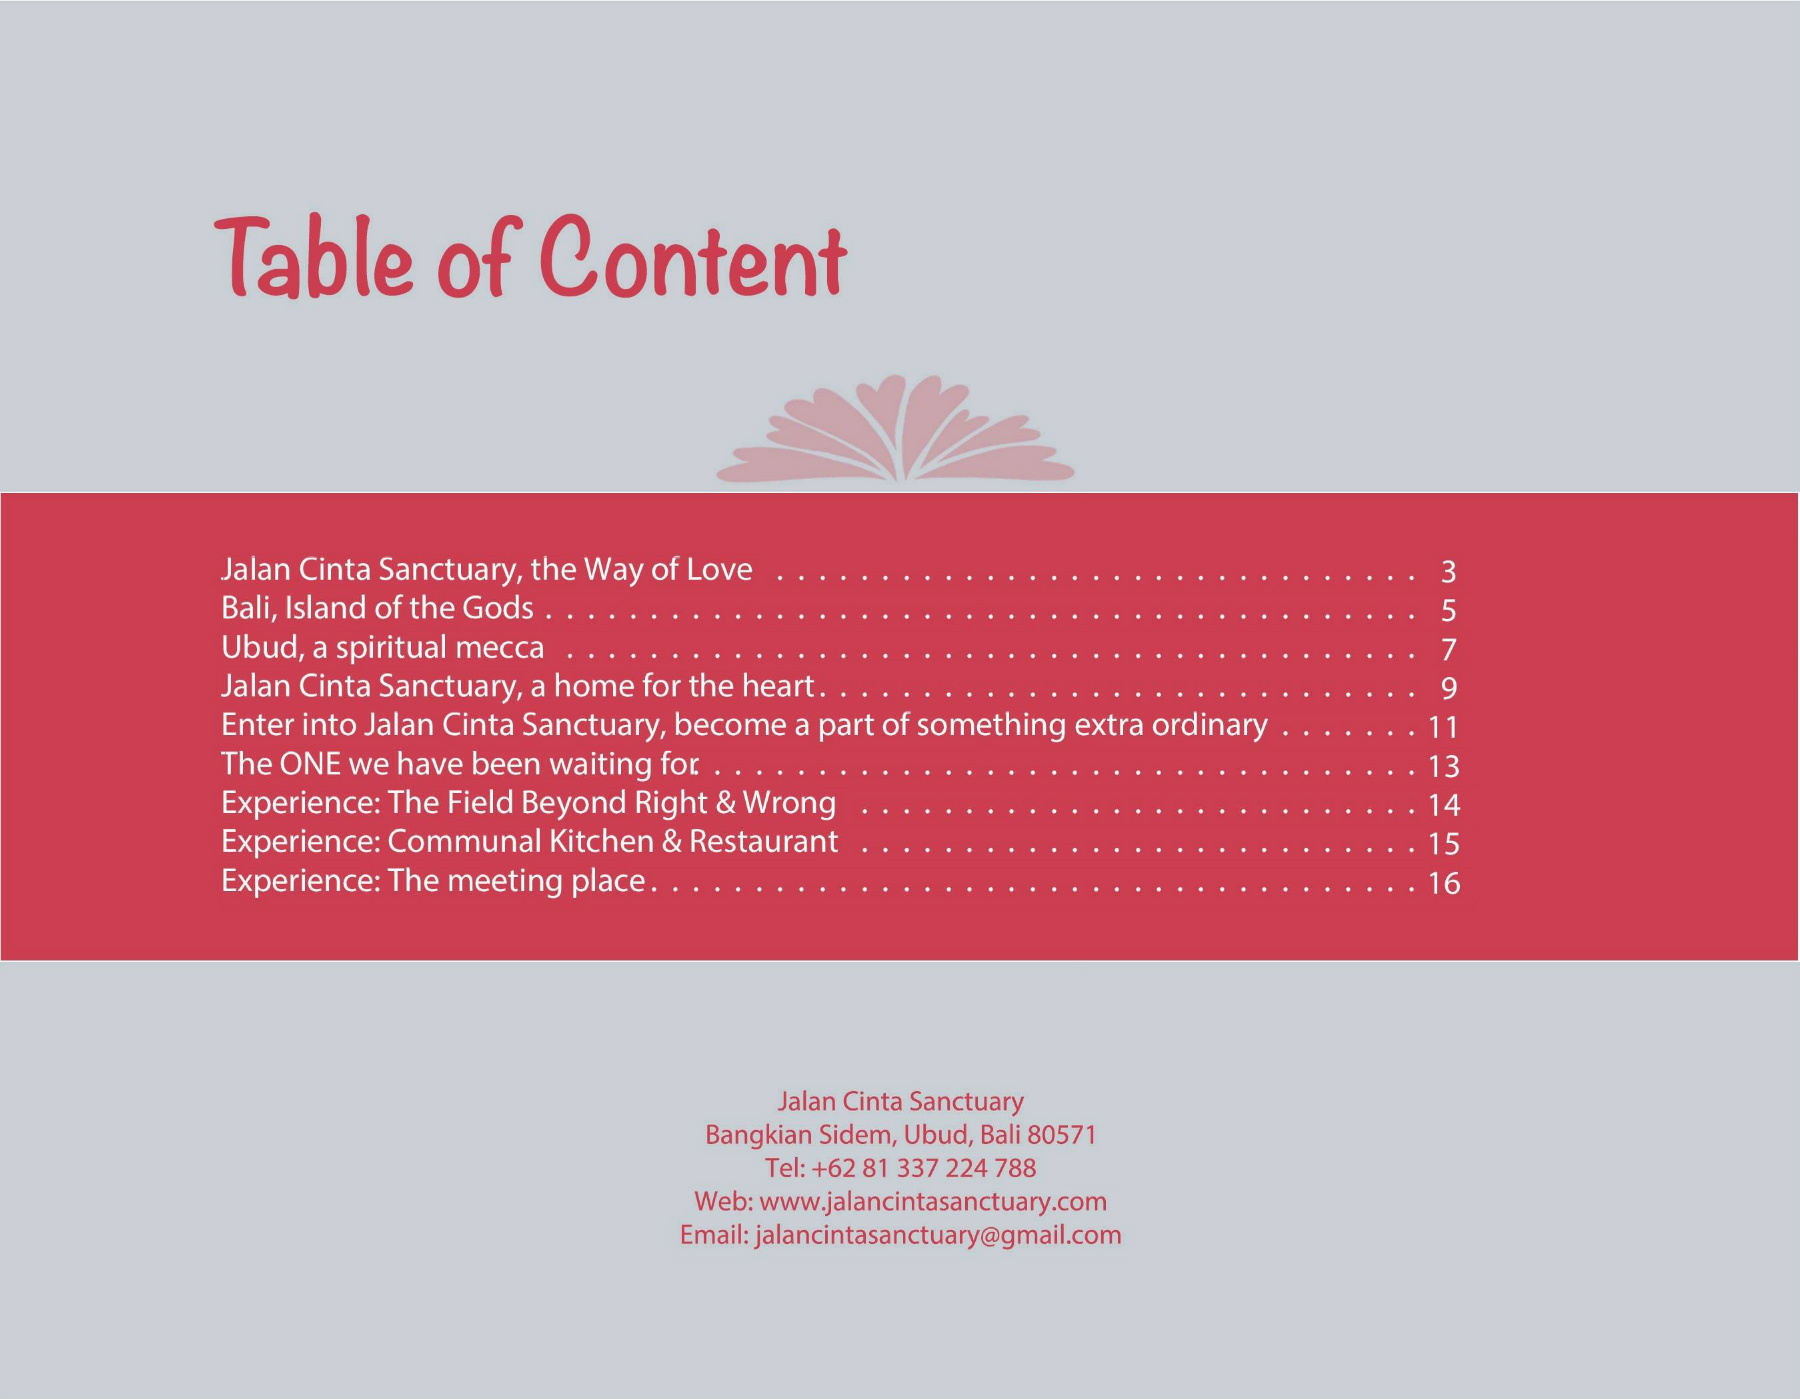 Table of Content
Jalan Cinta Sanctuary, the Way of Love . . . . . . . . . . . . . . . . . . . . . . . . . . . . . . . 3
Bali, Island of the Gods . . . . . . . . . . . . . . . . . . . . . . . . . . . . . . . . . . . . . . . . . . 5
Ubud, a spiritual mecca . . . . . . . . . . . . . . . . . . . . . . . . . . . . . . . . . . . . . . . . . 7
Jalan Cinta Sanctuary, a home for the heart . . . . . . . . . . . . . . . . . . . . . . . . . . . . . 9
Enter into Jalan Cinta Sanctuary, become a part of something extra ordinary . . . . . . . 11
The ONE we have been waiting for . . . . . . . . . . . . . . . . . . . . . . . . . . . . . . . . . . . 13
Experience: The Field Beyond Right & Wrong . . . . . . . . . . . . . . . . . . . . . . . . . . . 14
Experience: Communal Kitchen & Restaurant . . . . . . . . . . . . . . . . . . . . . . . . . . . 15
Experience: The meeting place . . . . . . . . . . . . . . . . . . . . . . . . . . . . . . . . . . . . . 16
Jalan Cinta Sanctuary
Bangkian Sidem, Ubud, Bali 80571
Tel: +62 81 337 224 788
Web: www.jalancintasanctuary.com
Email: jalancintasanctuary@gmail.com